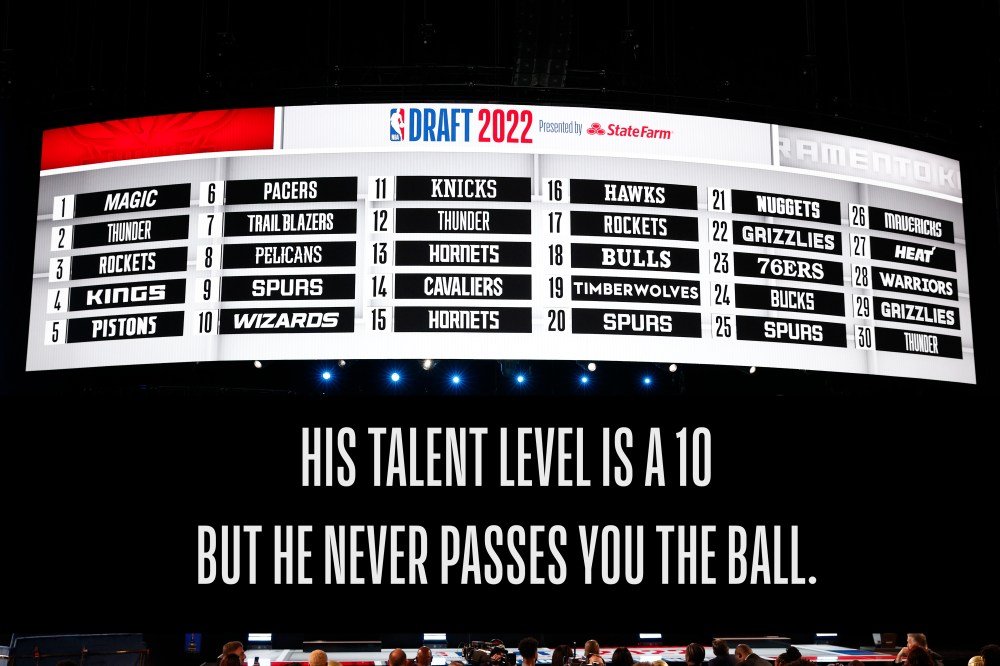 NBA DRAFT 2022 Presented by State Farm
RAMENTO K
1 MAGIC
2 THUNDER
3 ROCKETS
4 KINGS
5 PISTONS
6 PACERS
7 TRAIL BLAZERS
8 PELICANS
9 SPURS
10 WIZARDS
11 KNICKS
12 THUNDER
13 HORNETS
14 CAVALIERS
15 HORNETS
16 HAWKS
17 ROCKETS
18 BULLS
19 TIMBERWOLVES
20 SPURS
21 NUGGETS
22 GRIZZLIES
23 76ERS
24 BUCKS
25 SPURS
26 MAVERICKS
27 HEAT
28 WARRIORS
29 GRIZZLIES
30 THUNDER
HIS TALENT LEVEL IS A 10
BUT HE NEVER PASSES YOU THE BALL.